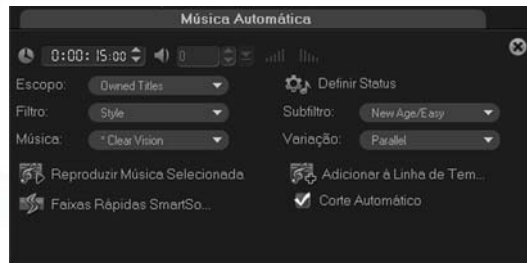 Música Automática
0:00:15:00 0
Escopo: Owned Titles Definir Status
Filtro: Style Subfiltro: New Age/Easy
Música: *Clear Vision Variação: Parallel
Reproduzir Música Selecionada Adicionar à Linha de Tem...
Faixas Rápidas SmartSo... Corte Automático